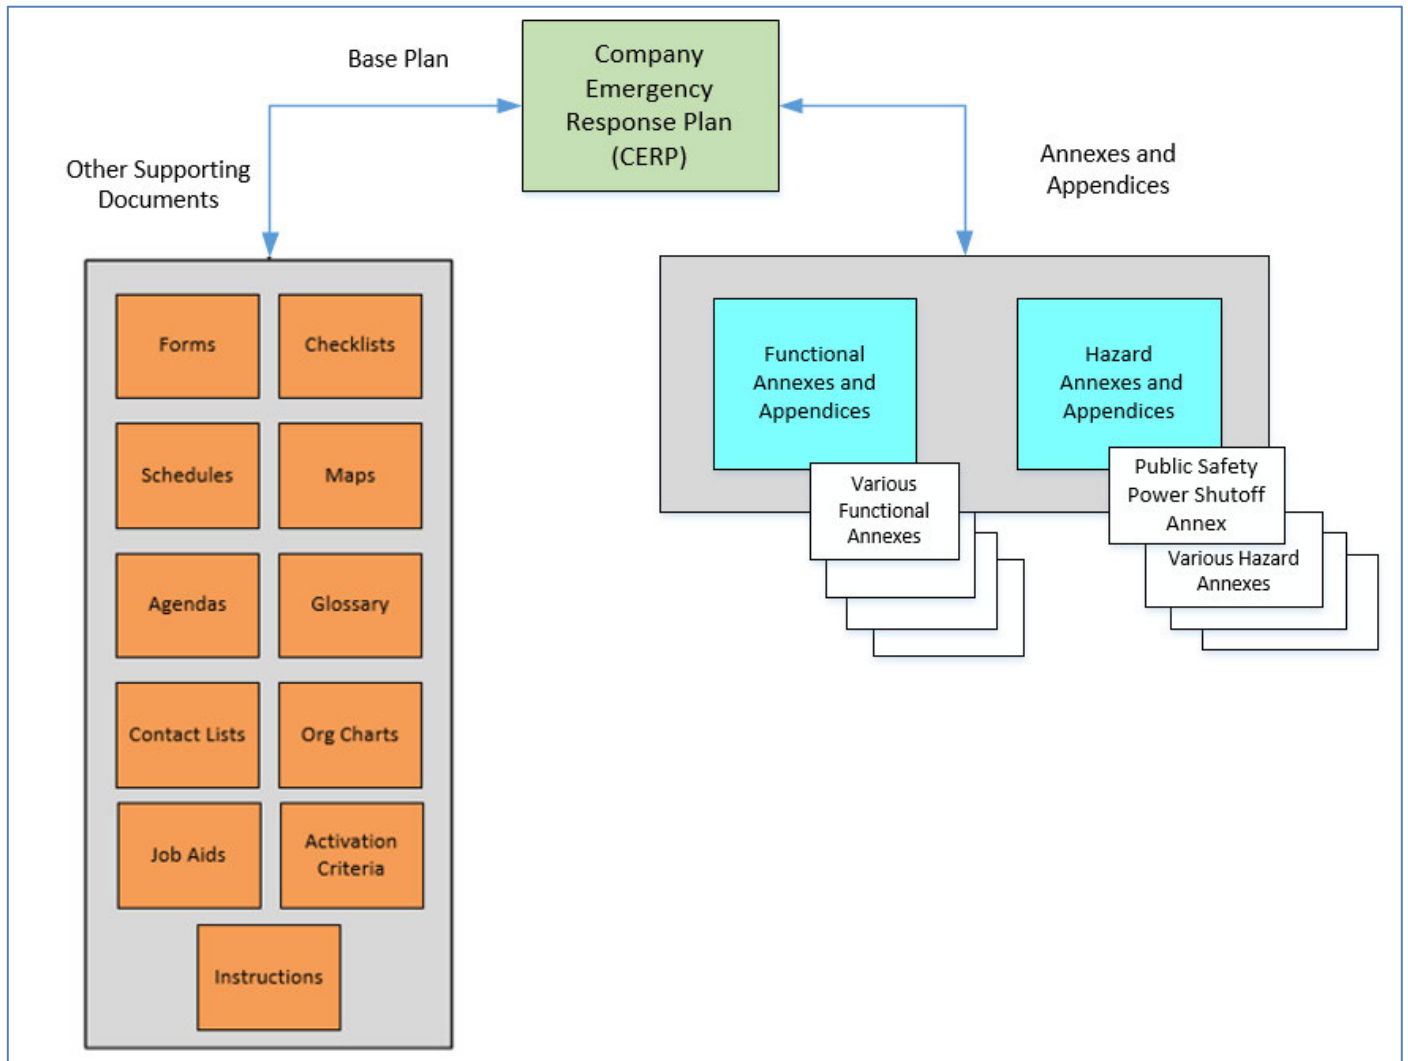 Base Plan
Company
Emergency
Response Plan
(CERP)
Other Supporting
Documents
Annexes and
Appendices
Forms
Checklists
Schedules
Maps
Agendas
Glossary
Contact Lists
Org Charts
Job Aids
Activation
Criteria
Instructions
Functional
Annexes and
Appendices
Hazard
Annexes and
Appendices
Various
Functional
Annexes
Public Safety
Power Shutoff
Annex
Various Hazard
Annexes